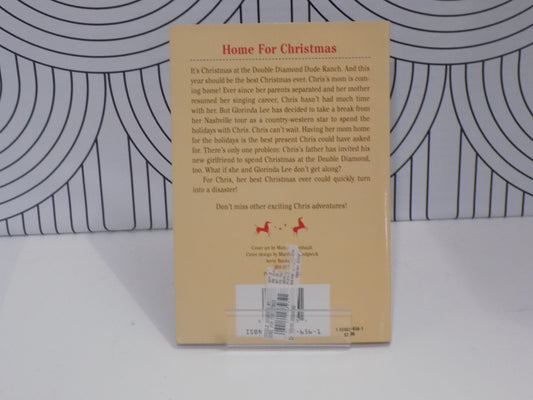 Home For Christmas
It's Christmas at the Double Diamond Dude Ranch. And this
year should be the best Christmas ever. Chris's mom is com-
ing home! Ever since her parents separated and her mother
resumed her singing career, Chris hasn't had much time
with her. But Glorinda Lee has decided to take a break from
her Nashville tour as a country-western star to spend the
holidays with Chris. Chris can't wait. Having her mom home
for the holidays is the best present Chris could have asked
for. There's only one problem: Chris's father has invited his
new girlfriend to spend Christmas at the Double Diamond,
too. What if she and Glorinda Lee don't get along?
For Chris, her best Christmas ever could quickly turn
into a disaster!
Don't miss other exciting Chris adventures!
Cover art by
Cover design by